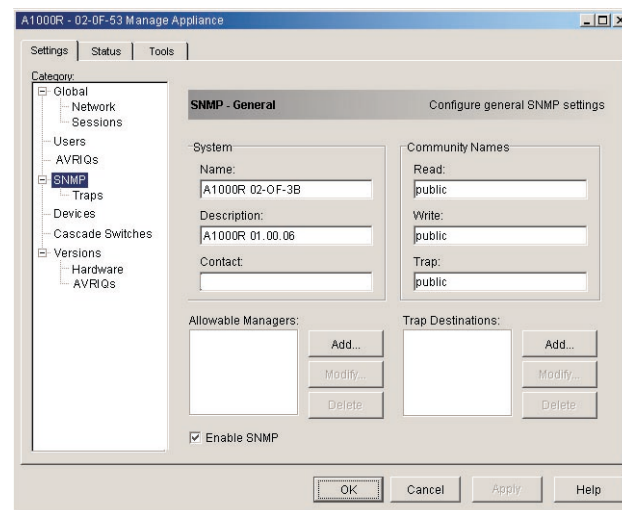 A1000R - 02-0F-53 Manage Appliance
Settings Status Tools
Category:
Global
Network
Sessions
Users
AVRIQs
SNMP
Traps
Devices
Cascade Switches
Versions
Hardware
AVRIQs
SNMP - General Configure general SNMP settings
System
Name:
A1000R 02-OF-3B
Description:
A1000R 01.00.06
Contact:
Community Names
Read:
public
Write:
public
Trap:
public
Allowable Managers:
Add...
Modify...
Delete
Trap Destinations:
Add...
Modify...
Delete
Enable SNMP
OK Cancel Apply Help